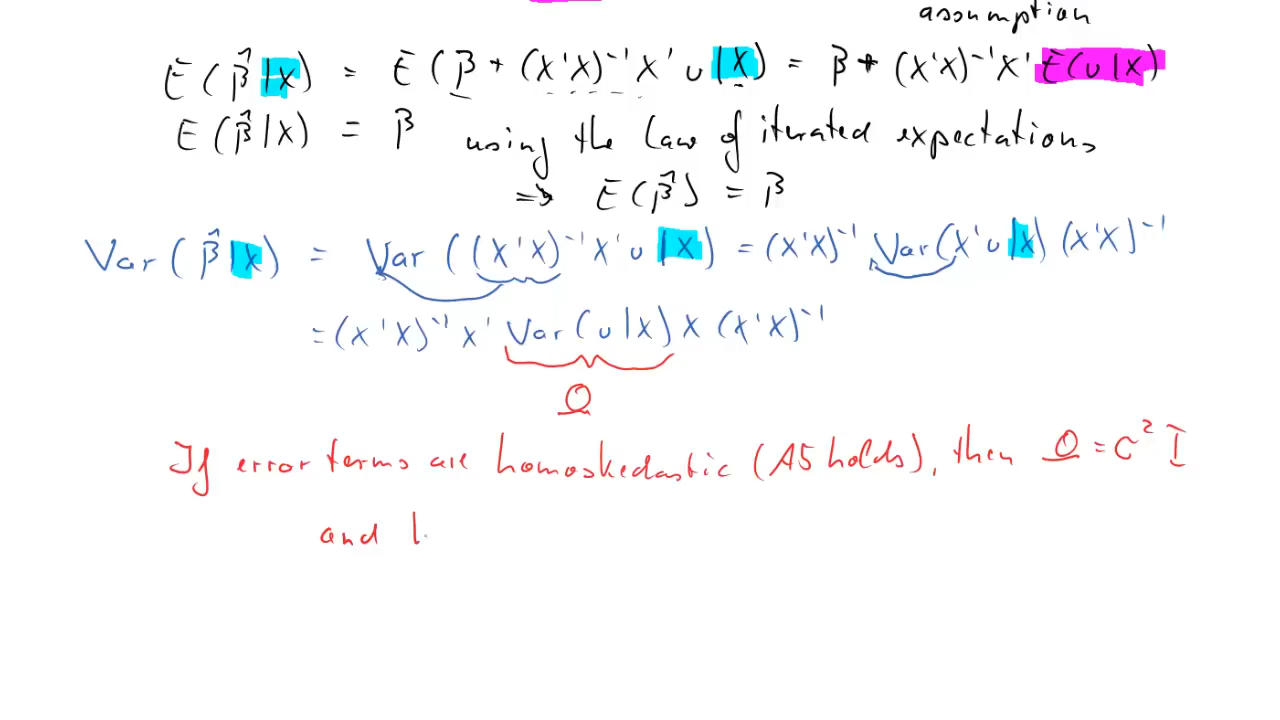 assumption
E(β̂|X) = E(β + (X'X)⁻¹X'u|X) = β + (X'X)⁻¹X'E(u|X)
E(β̂|X) = β using the law of iterated expectations
⇒ E(β̂) = β
Var(β̂|X) = Var((X'X)⁻¹X'u|X) = (X'X)⁻¹ Var(X'u|X) (X'X)⁻¹
= (X'X)⁻¹X' Var(u|X) X (X'X)⁻¹
Ω
If error terms are homoskedastic (A5 holds), then Ω = σ² I
and